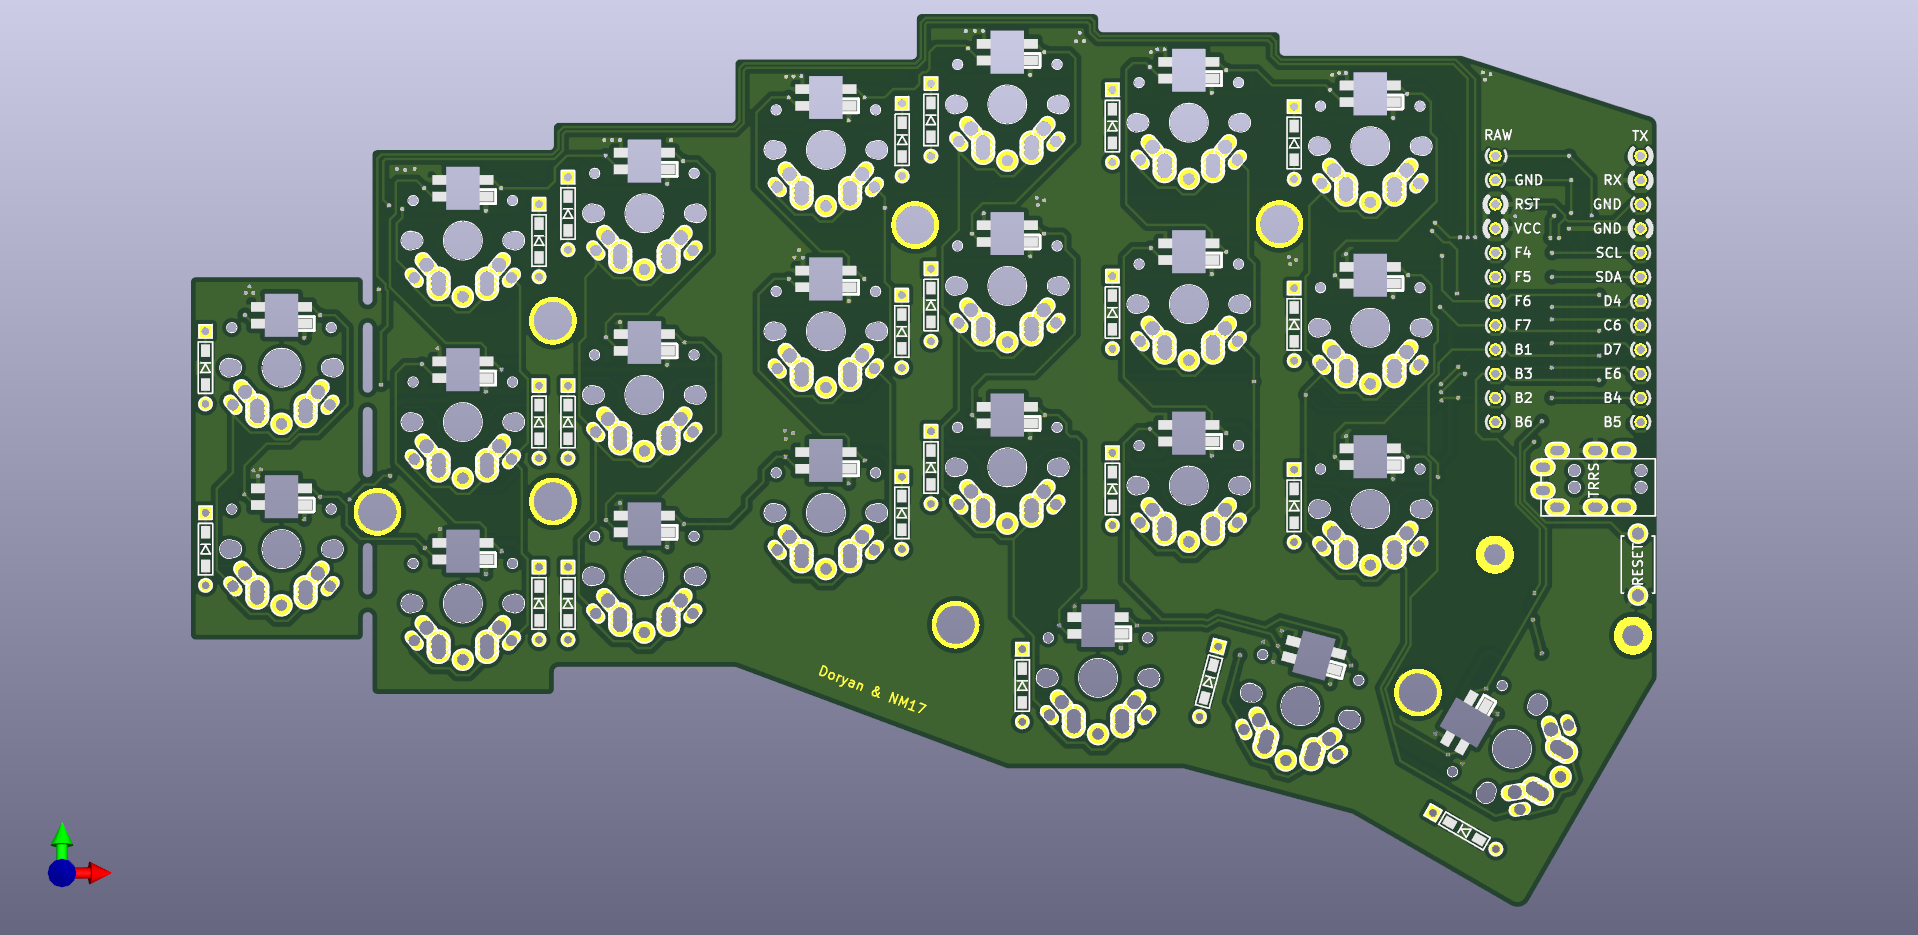 RAW TX
GND RX
RST GND
VCC GND
F4 SCL
F5 SDA
F6 D4
F7 C6
B1 D7
B3 E6
B2 B4
B6 B5
TRRS
RESET
Doryan & NM17